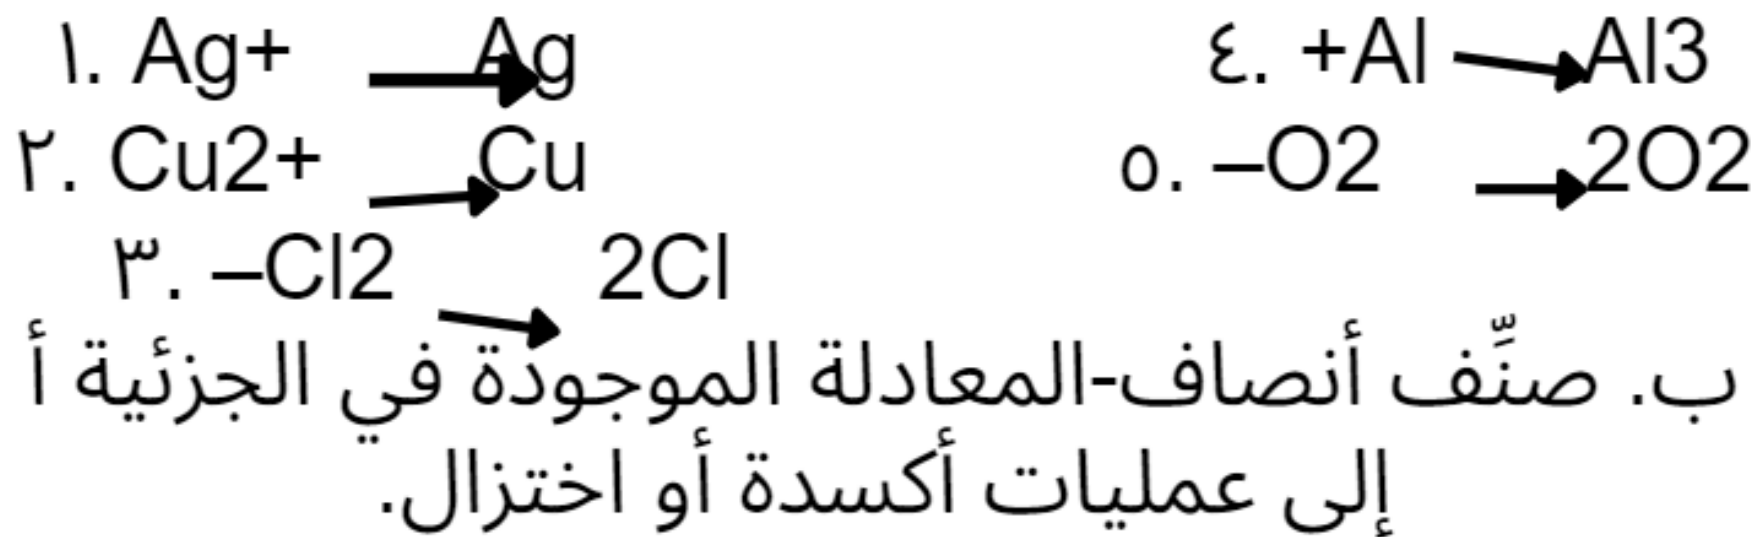 ١. Ag+ Ag
٤. +Al Al3
٢. Cu2+ Cu
٥. –O2 2O2
٣. –Cl2 2Cl
ب. صنِّف أنصاف-المعادلة الموجودة في الجزئية أ
إلى عمليات أكسدة أو اختزال.